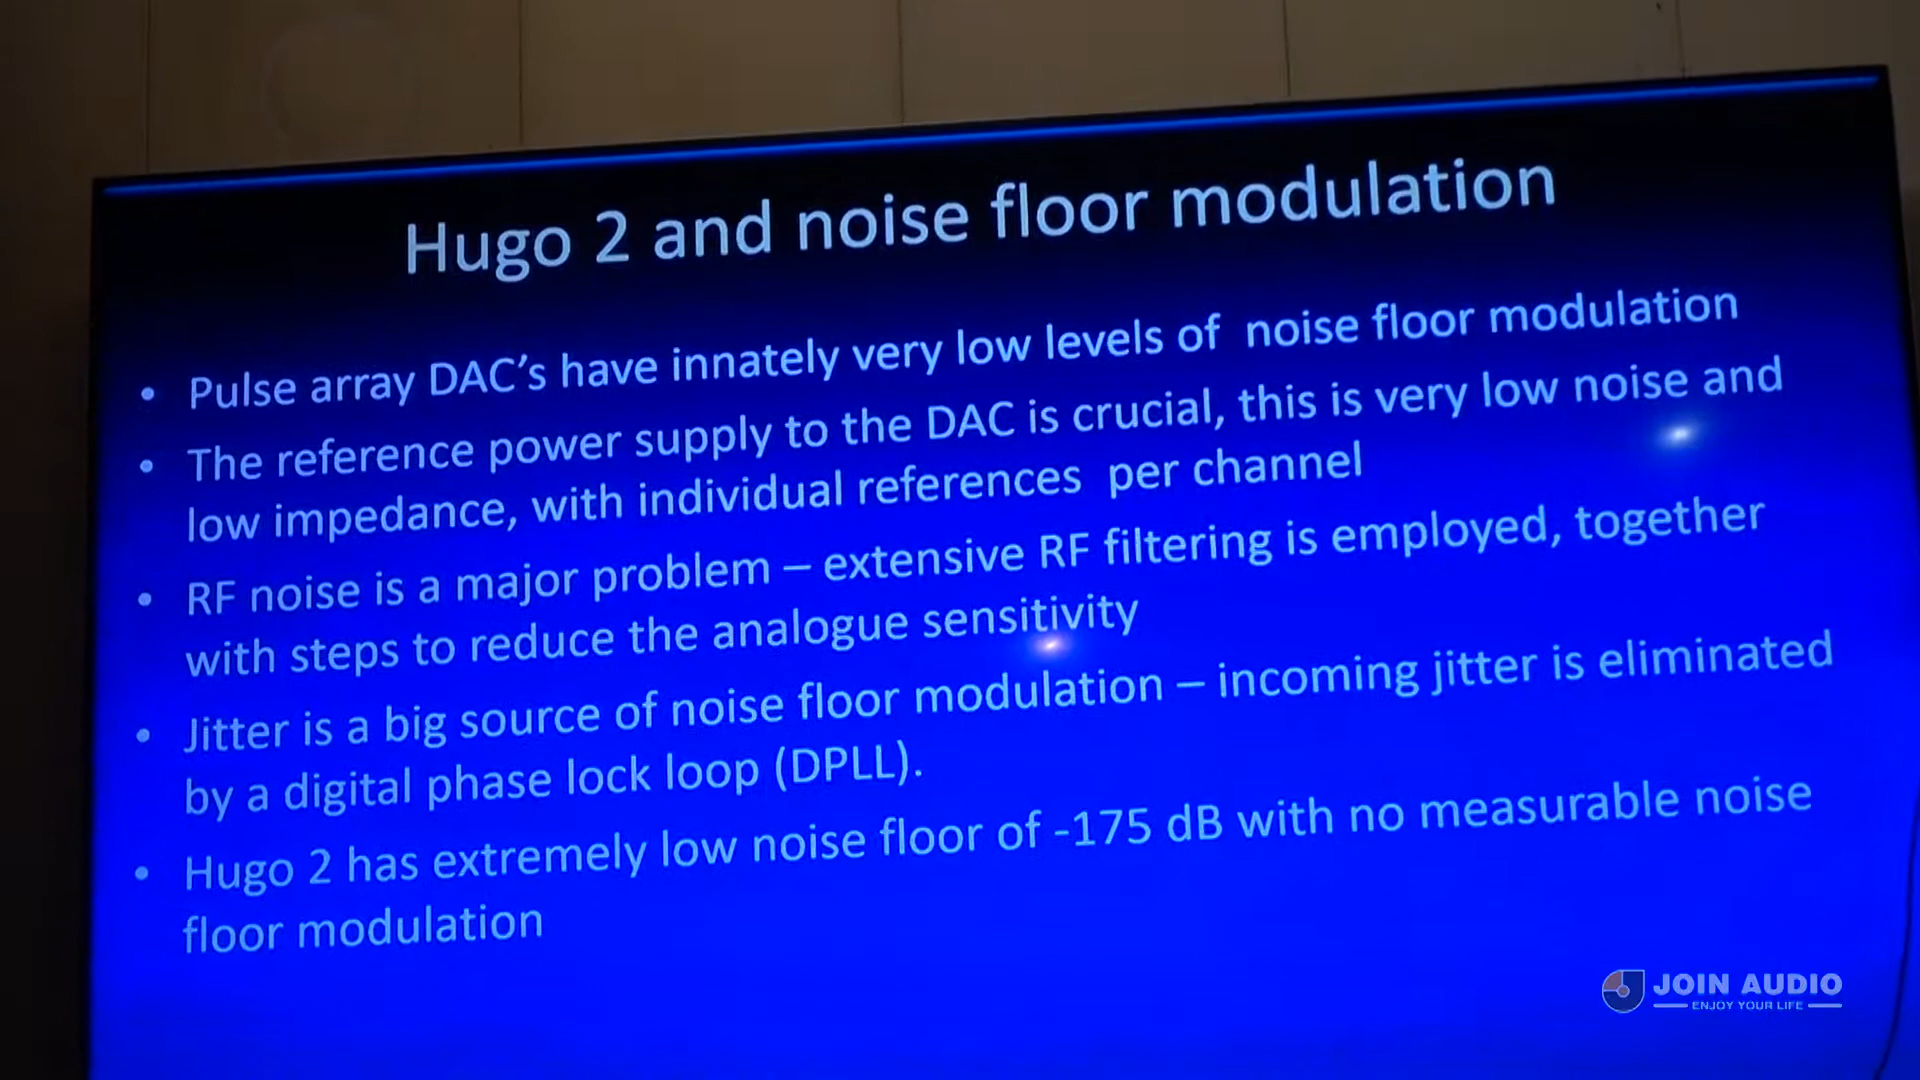 Hugo 2 and noise floor modulation
• Pulse array DAC’s have innately very low levels of noise floor modulation
• The reference power supply to the DAC is crucial, this is very low noise and
low impedance, with individual references per channel
• RF noise is a major problem – extensive RF filtering is employed, together
with steps to reduce the analogue sensitivity
• Jitter is a big source of noise floor modulation – incoming jitter is eliminated
by a digital phase lock loop (DPLL).
• Hugo 2 has extremely low noise floor of -175 dB with no measurable noise
floor modulation
JOIN AUDIO
ENJOY YOUR LIFE